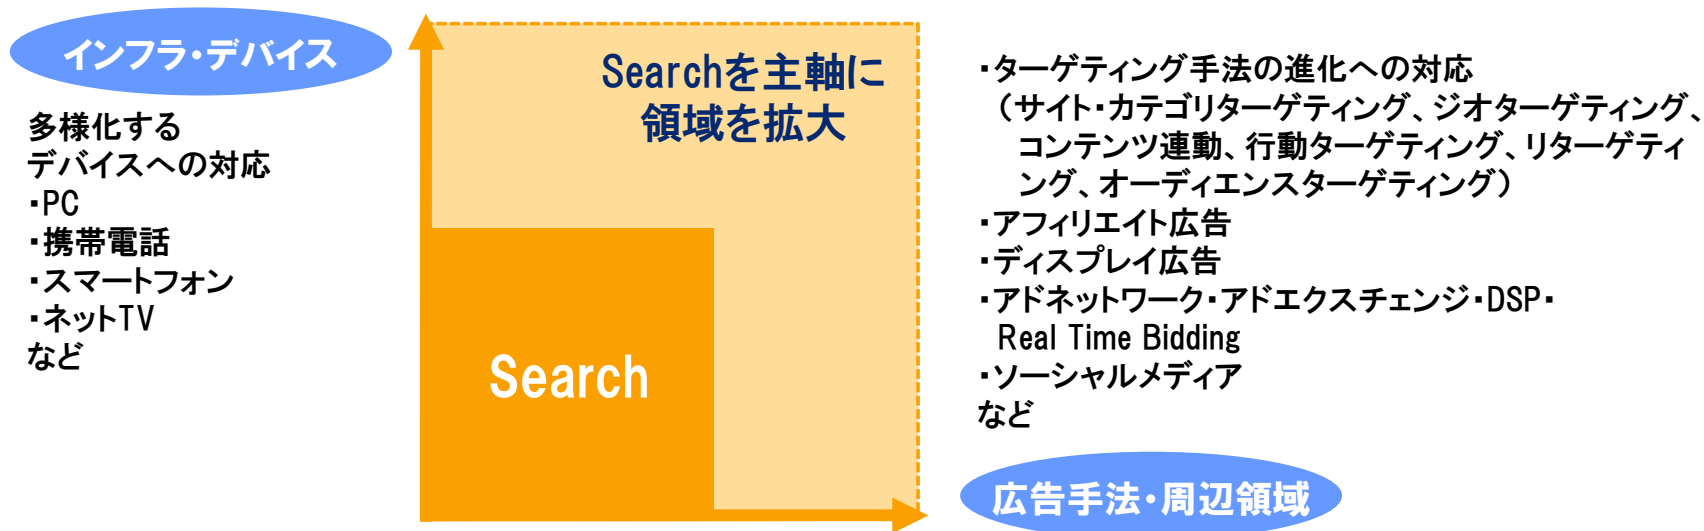 インフラ・デバイス
多様化する
デバイスへの対応
・PC
・携帯電話
・スマートフォン
・ネットTV
など
Searchを主軸に
領域を拡大
Search
・ターゲティング手法の進化への対応
（サイト・カテゴリターゲティング、ジオターゲティング、
コンテンツ連動、行動ターゲティング、リターゲティ
ング、オーディエンスターゲティング）
・アフィリエイト広告
・ディスプレイ広告
・アドネットワーク・アドエクスチェンジ・DSP・
Real Time Bidding
・ソーシャルメディア
など
広告手法・周辺領域